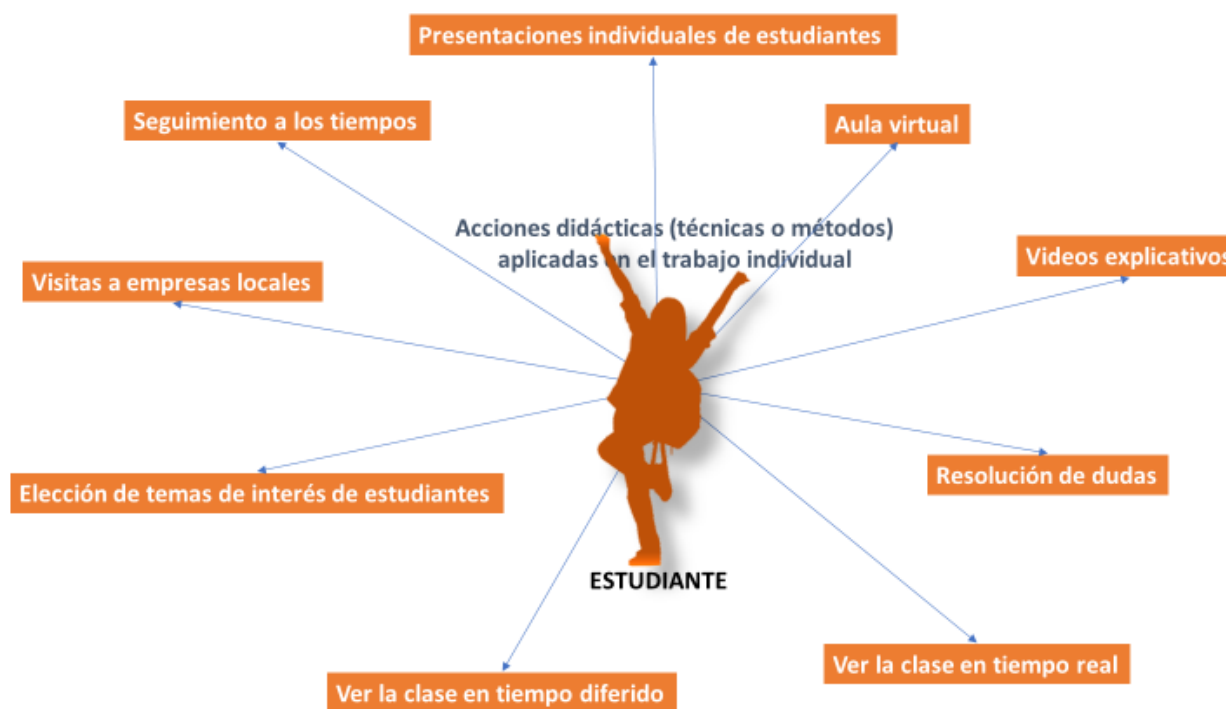 Presentaciones individuales de estudiantes
Seguimiento a los tiempos
Aula virtual
Acciones didácticas (técnicas o métodos)
aplicadas en el trabajo individual
Visitas a empresas locales
Videos explicativos
Elección de temas de interés de estudiantes
Resolución de dudas
ESTUDIANTE
Ver la clase en tiempo diferido
Ver la clase en tiempo real